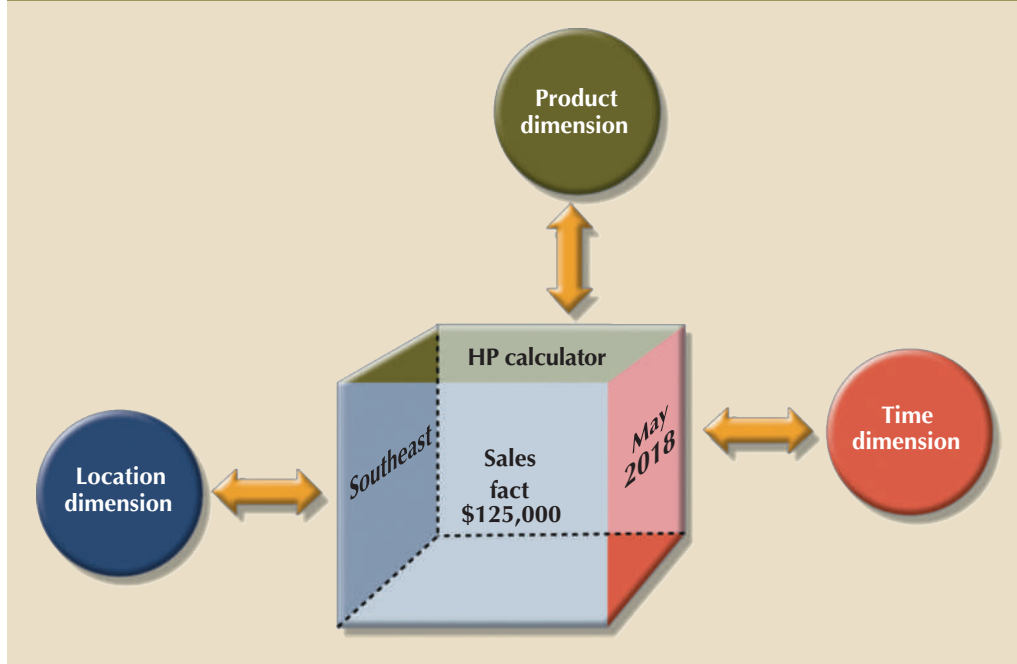 Product
dimension
HP calculator
Southeast
Sales
fact
$125,000
May
2018
Location
dimension
Time
dimension